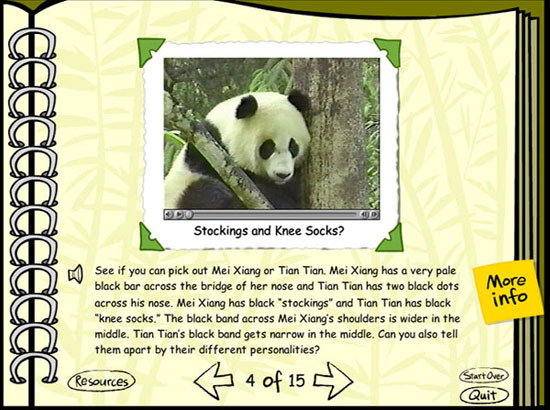 Stockings and Knee Socks?
See if you can pick out Mei Xiang or Tian Tian. Mei Xiang has a very pale
black bar across the bridge of her nose and Tian Tian has two black dots
across his nose. Mei Xiang has black “stockings” and Tian Tian has black
“knee socks.” The black band across Mei Xiang’s shoulders is wider in the
middle. Tian Tian’s black band gets narrow in the middle. Can you also tell
them apart by their different personalities?
More
info
Resources
4 of 15
Start Over
Quit